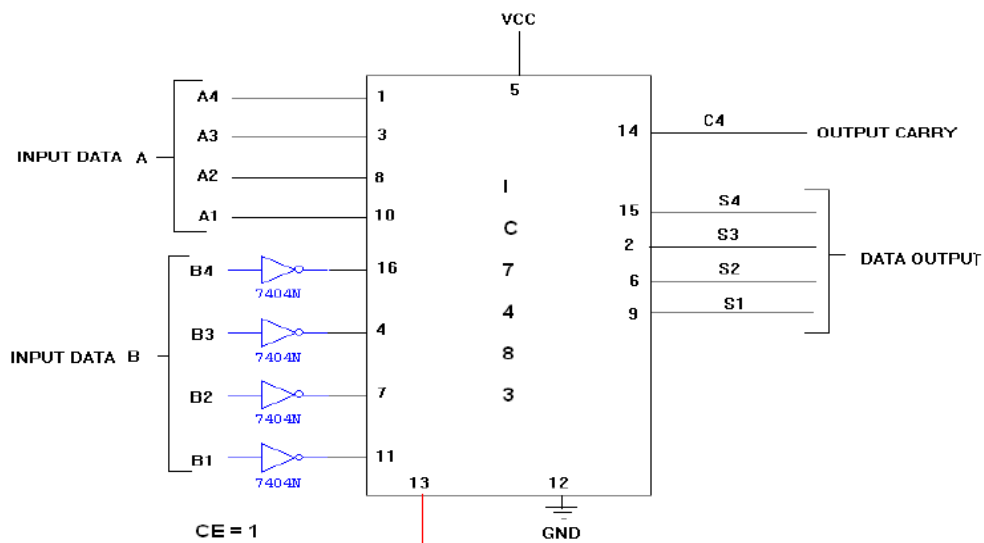 VCC
5
A4
1
A3
3
A2
8
A1
10
INPUT DATA A
14
C4
OUTPUT CARRY
I
C
7
4
8
3
15
S4
2
S3
6
S2
9
S1
DATA OUTPUT
B4
7404N
16
B3
7404N
4
B2
7404N
7
B1
7404N
11
INPUT DATA B
13
12
CE = 1
GND